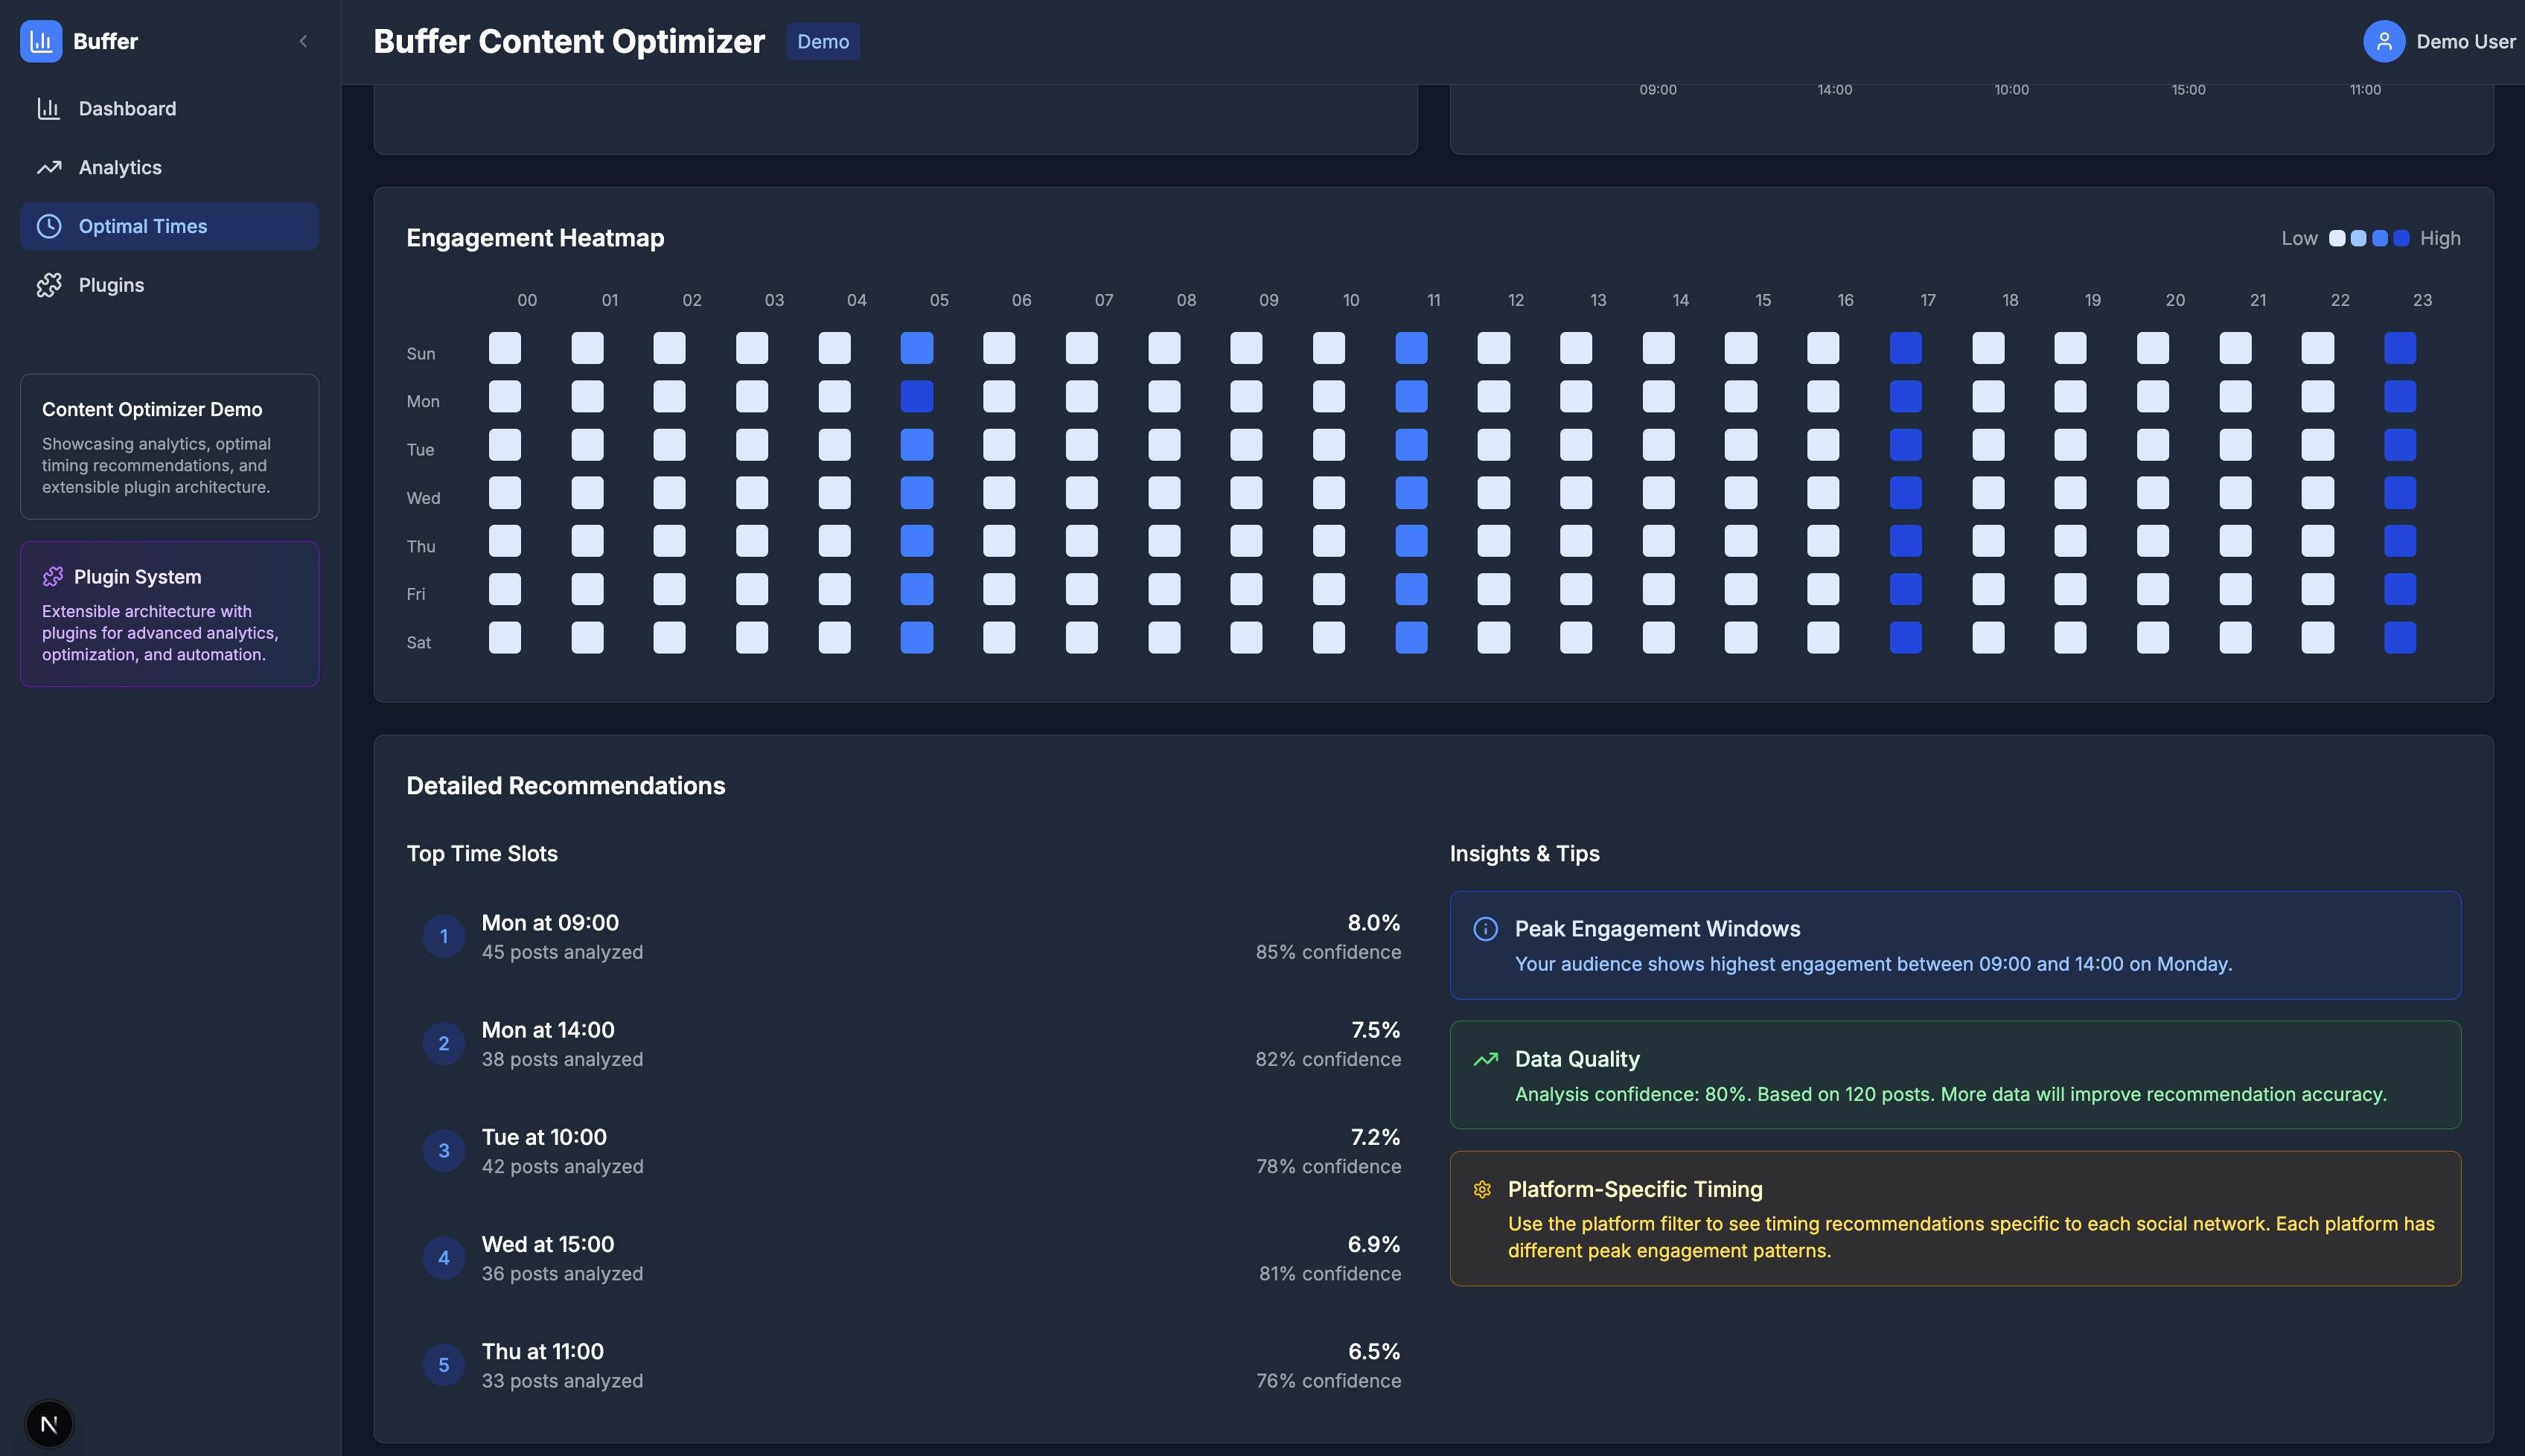 Buffer
Dashboard
Analytics
Optimal Times
Plugins
Content Optimizer Demo
Showcasing analytics, optimal
timing recommendations, and
extensible plugin architecture.
Plugin System
Extensible architecture with
plugins for advanced analytics,
optimization, and automation.
N
Buffer Content Optimizer Demo
Demo User
09:00 14:00 10:00 15:00 11:00
Engagement Heatmap
Low High
00 01 02 03 04 05 06 07 08 09 10 11 12 13 14 15 16 17 18 19 20 21 22 23
Sun
Mon
Tue
Wed
Thu
Fri
Sat
Detailed Recommendations
Top Time Slots
1 Mon at 09:00 8.0%
45 posts analyzed 85% confidence
2 Mon at 14:00 7.5%
38 posts analyzed 82% confidence
3 Tue at 10:00 7.2%
42 posts analyzed 78% confidence
4 Wed at 15:00 6.9%
36 posts analyzed 81% confidence
5 Thu at 11:00 6.5%
33 posts analyzed 76% confidence
Insights & Tips
Peak Engagement Windows
Your audience shows highest engagement between 09:00 and 14:00 on Monday.
Data Quality
Analysis confidence: 80%. Based on 120 posts. More data will improve recommendation accuracy.
Platform-Specific Timing
Use the platform filter to see timing recommendations specific to each social network. Each platform has
different peak engagement patterns.